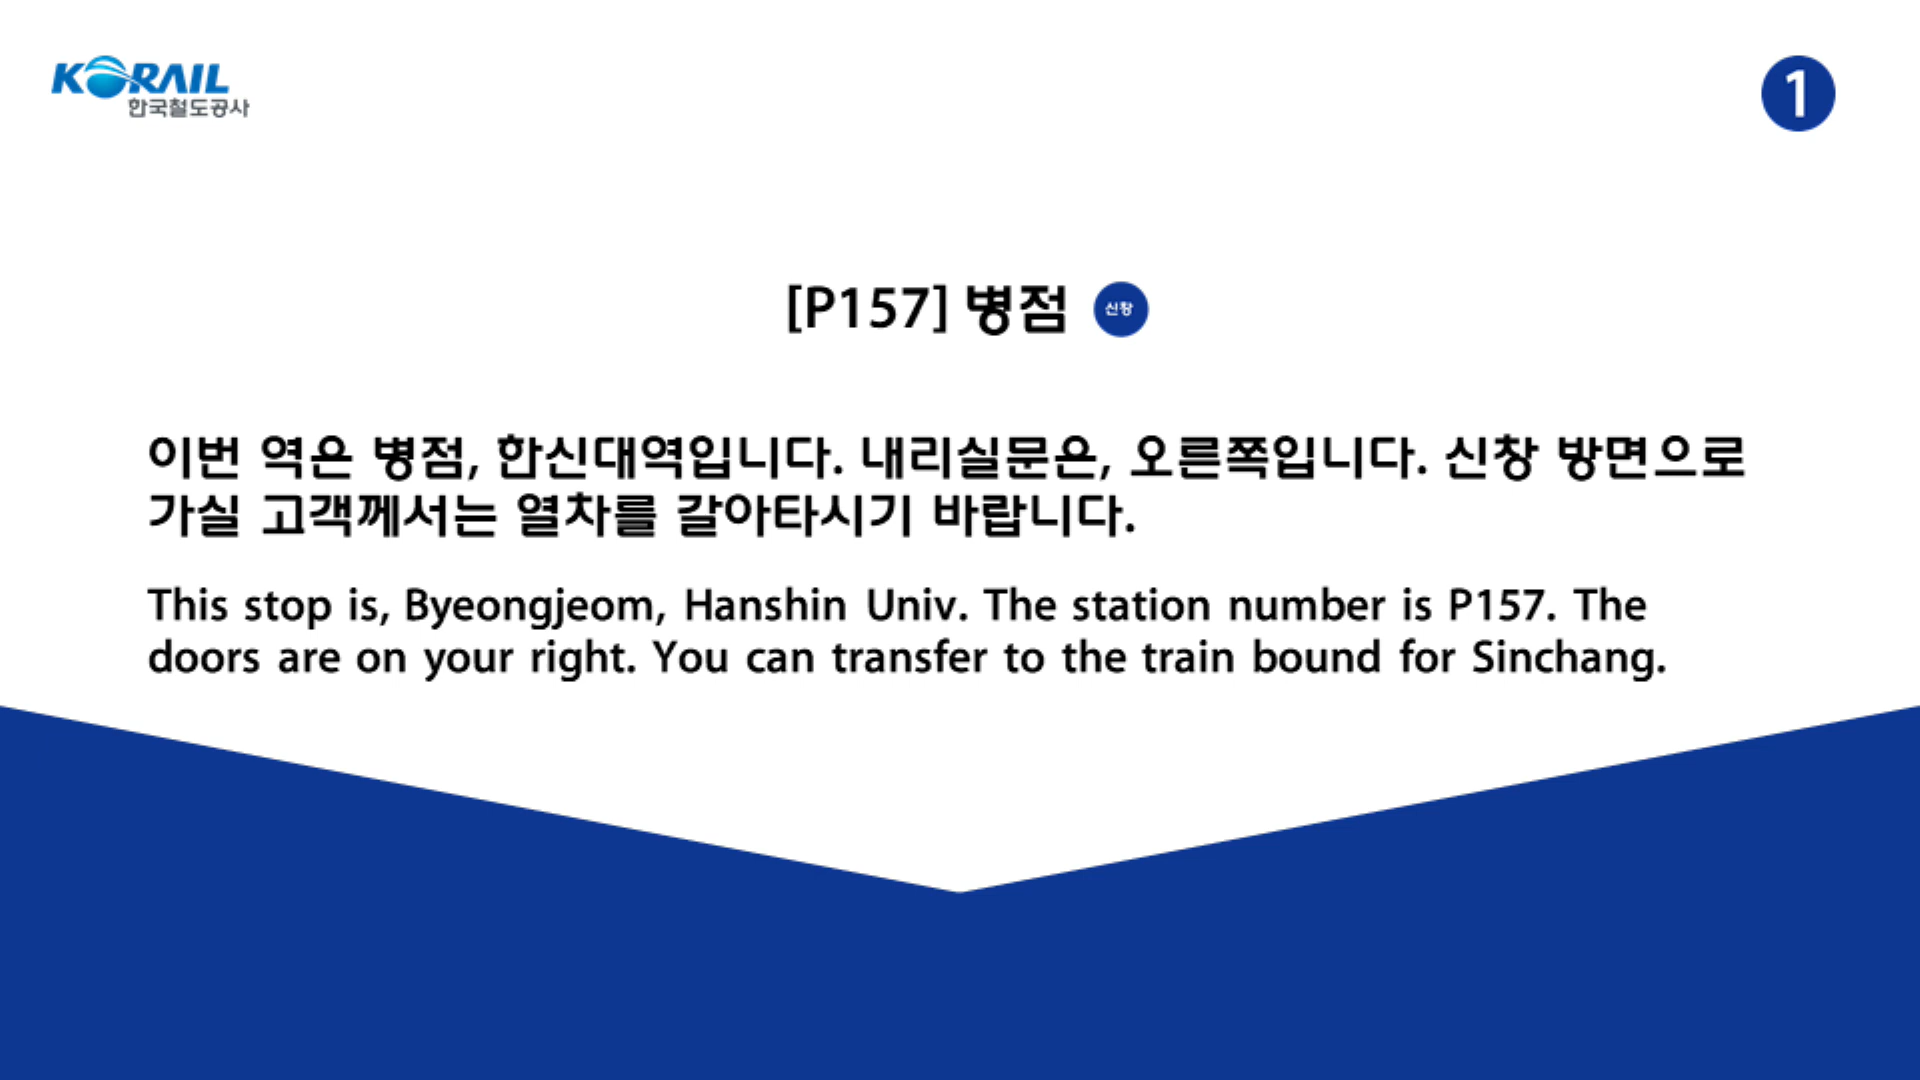 KORAIL
한국철도공사
1
[P157] 병점 신창
이번 역은 병점, 한신대역입니다. 내리실문은, 오른쪽입니다. 신창 방면으로
가실 고객께서는 열차를 갈아타시기 바랍니다.
This stop is, Byeongjeom, Hanshin Univ. The station number is P157. The
doors are on your right. You can transfer to the train bound for Sinchang.